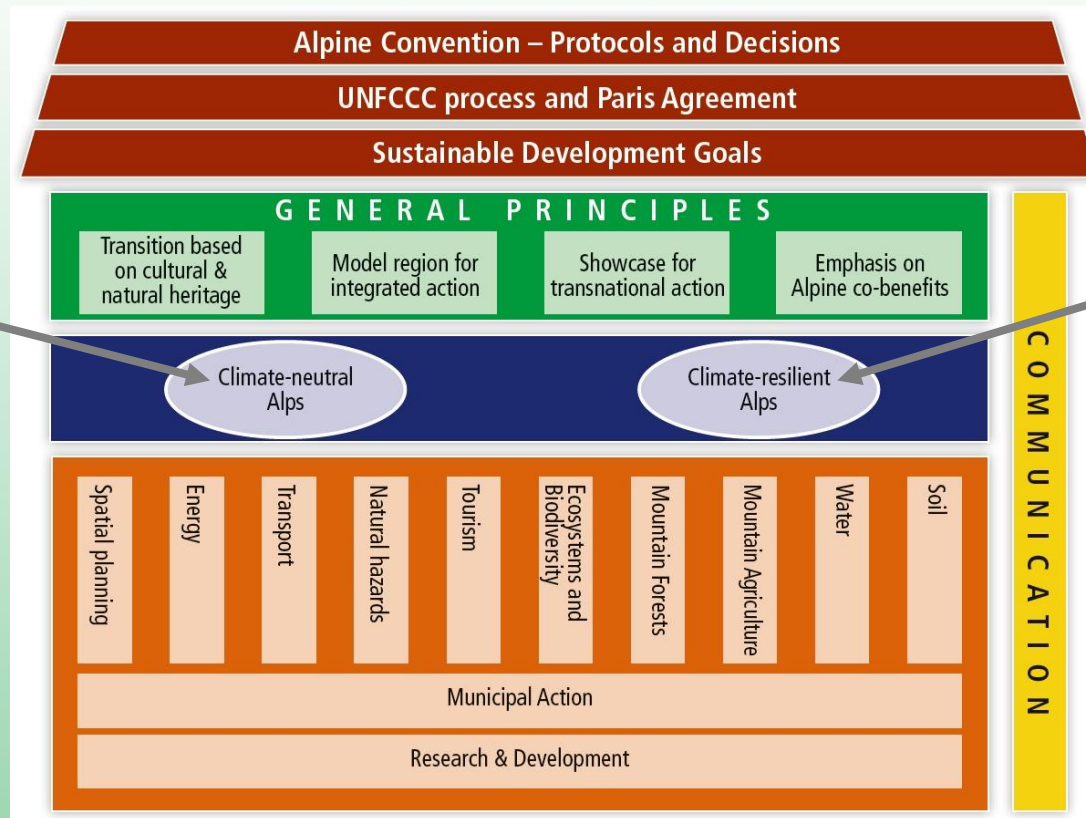 Alpine Convention – Protocols and Decisions
UNFCCC process and Paris Agreement
Sustainable Development Goals
GENERAL PRINCIPLES
Transition based
on cultural &
natural heritage
Model region for
integrated action
Showcase for
transnational action
Emphasis on
Alpine co-benefits
Climate-neutral
Alps
Climate-resilient
Alps
Spatial planning
Energy
Transport
Natural hazards
Tourism
Ecosystems and
Biodiversity
Mountain Forests
Mountain Agriculture
Water
Soil
Municipal Action
Research & Development
COMMUNICATION